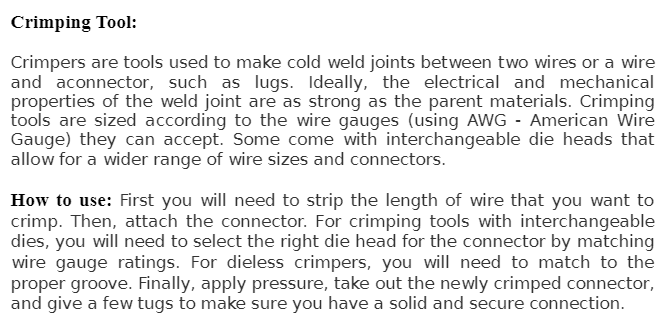 Crimping Tool:
Crimpers are tools used to make cold weld joints between two wires or a wire
and aconnector, such as lugs. Ideally, the electrical and mechanical
properties of the weld joint are as strong as the parent materials. Crimping
tools are sized according to the wire gauges (using AWG - American Wire
Gauge) they can accept. Some come with interchangeable die heads that
allow for a wider range of wire sizes and connectors.
How to use: First you will need to strip the length of wire that you want to
crimp. Then, attach the connector. For crimping tools with interchangeable
dies, you will need to select the right die head for the connector by matching
wire gauge ratings. For dieless crimpers, you will need to match to the
proper groove. Finally, apply pressure, take out the newly crimped connector,
and give a few tugs to make sure you have a solid and secure connection.